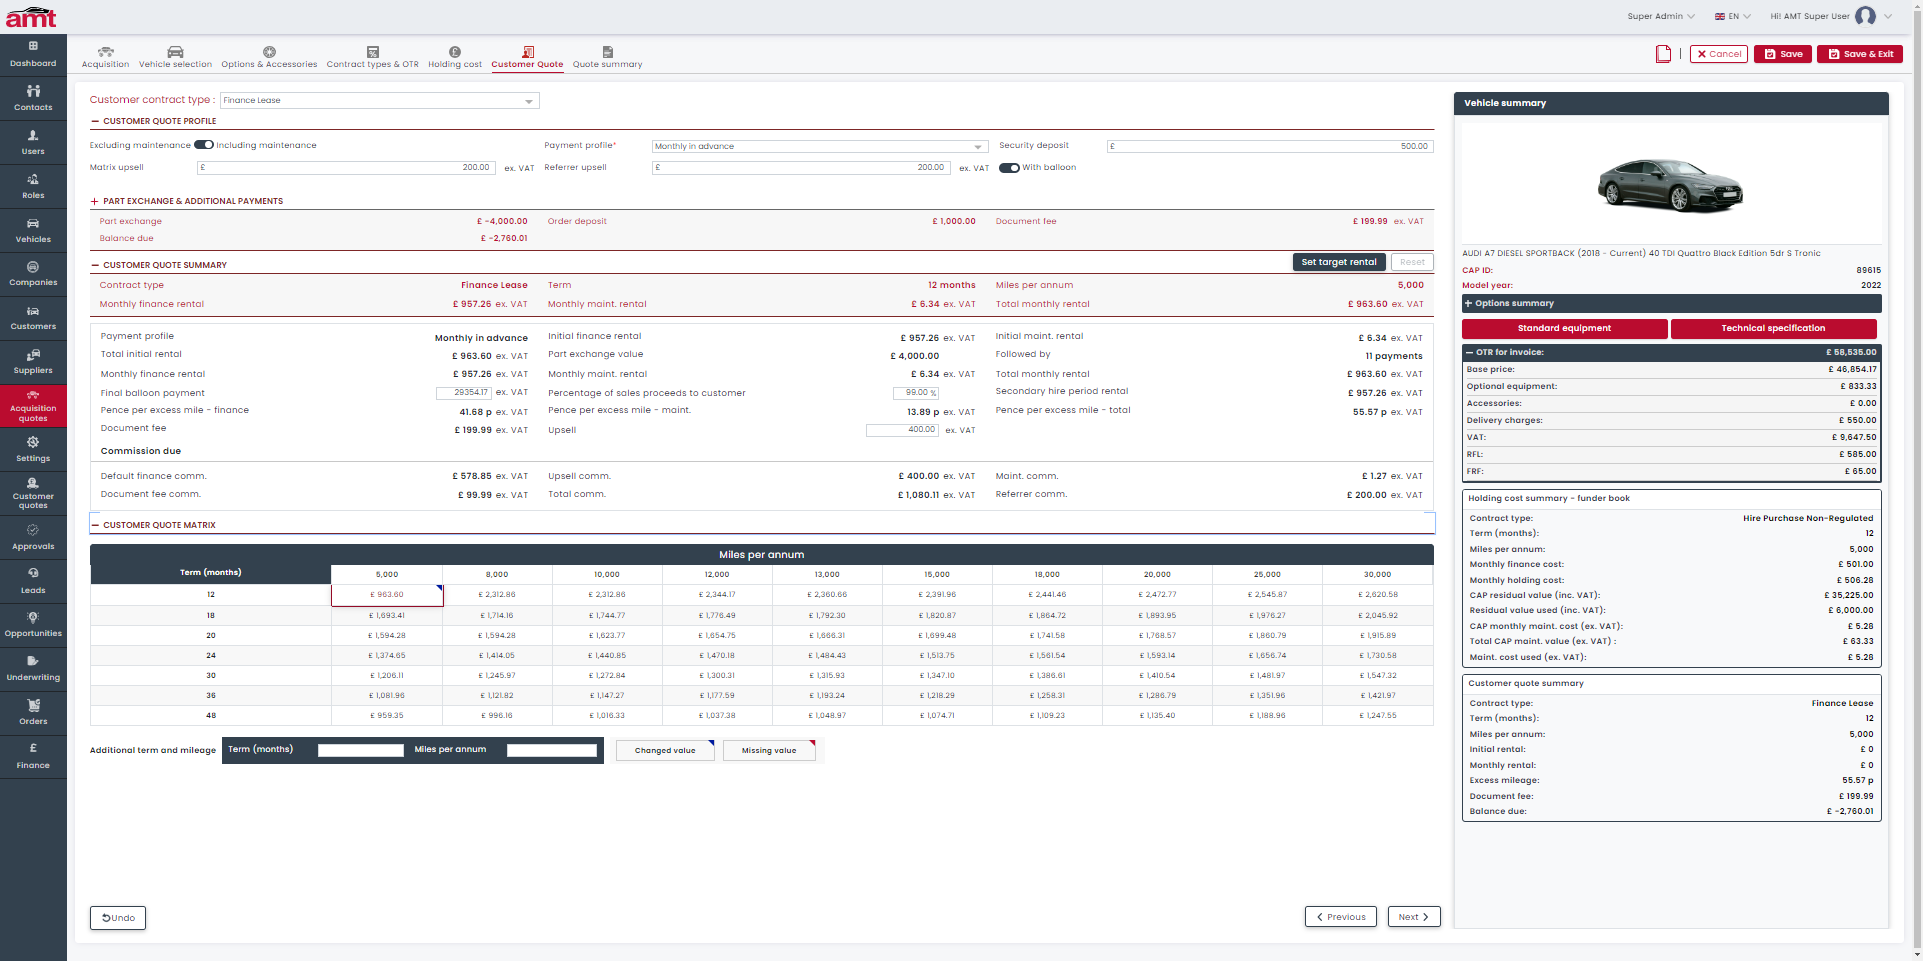 amt
Super Admin
EN
Hi! AMT Super User
Dashboard
Contacts
Users
Roles
Vehicles
Companies
Customers
Suppliers
Acquisition
quotes
Settings
Customer
quotes
Approvals
Leads
Opportunities
Underwriting
Orders
£
Finance
Acquisition Vehicle selection Options & Accessories Contract types & OTR Holding cost Customer Quote Quote summary
Cancel Save Save & Exit
Customer contract type : Finance Lease
CUSTOMER QUOTE PROFILE
Excluding maintenance Including maintenance Payment profile* Monthly in advance Security deposit £ 500.00
Matrix upsell £ 200.00 ex. VAT Referrer upsell £ 200.00 ex. VAT With balloon
PART EXCHANGE & ADDITIONAL PAYMENTS
Part exchange £ -4,000.00 Order deposit £ 1,000.00 Document fee £ 199.99 ex. VAT
Balance due £ -2,760.01
CUSTOMER QUOTE SUMMARY Set target rental Reset
Contract type Finance Lease Term 12 months Miles per annum 5,000
Monthly finance rental £ 957.26 ex. VAT Monthly maint. rental £ 6.34 ex. VAT Total monthly rental £ 963.60 ex. VAT
Payment profile Monthly in advance Initial finance rental £ 957.26 ex. VAT Initial maint. rental £ 6.34 ex. VAT
Total initial rental £ 963.60 ex. VAT Part exchange value £ 4,000.00 Followed by 11 payments
Monthly finance rental £ 957.26 ex. VAT Monthly maint. rental £ 6.34 ex. VAT Total monthly rental £ 963.60 ex. VAT
Final balloon payment 29354.17 ex. VAT Percentage of sales proceeds to customer 99.00 % Secondary hire period rental £ 957.26 ex. VAT
Pence per excess mile - finance 41.68 p ex. VAT Pence per excess mile - maint. 13.89 p ex. VAT Pence per excess mile - total 55.57 p ex. VAT
Document fee £ 199.99 ex. VAT Upsell 400.00 ex. VAT
Commission due
Default finance comm. £ 578.85 ex. VAT Upsell comm. £ 400.00 ex. VAT Maint. comm. £ 1.27 ex. VAT
Document fee comm. £ 99.99 ex. VAT Total comm. £ 1,080.11 ex. VAT Referrer comm. £ 200.00 ex. VAT
CUSTOMER QUOTE MATRIX
Miles per annum
Term (months) 5,000 8,000 10,000 12,000 13,000 15,000 18,000 20,000 25,000 30,000
12 £ 963.60 £ 2,312.86 £ 2,312.86 £ 2,344.17 £ 2,360.66 £ 2,391.96 £ 2,441.46 £ 2,472.77 £ 2,545.87 £ 2,620.58
18 £ 1,693.41 £ 1,714.16 £ 1,744.77 £ 1,776.49 £ 1,792.30 £ 1,820.87 £ 1,864.72 £ 1,893.95 £ 1,976.27 £ 2,045.92
20 £ 1,594.28 £ 1,594.28 £ 1,623.77 £ 1,654.75 £ 1,666.31 £ 1,699.48 £ 1,741.58 £ 1,768.57 £ 1,860.79 £ 1,915.89
24 £ 1,374.65 £ 1,414.05 £ 1,440.85 £ 1,470.18 £ 1,484.43 £ 1,513.75 £ 1,561.54 £ 1,593.14 £ 1,656.74 £ 1,730.58
30 £ 1,206.11 £ 1,245.97 £ 1,272.84 £ 1,300.31 £ 1,315.93 £ 1,347.10 £ 1,386.61 £ 1,410.54 £ 1,481.97 £ 1,547.32
36 £ 1,081.96 £ 1,121.82 £ 1,147.27 £ 1,177.59 £ 1,193.24 £ 1,218.29 £ 1,258.31 £ 1,286.79 £ 1,351.96 £ 1,421.97
48 £ 959.35 £ 996.16 £ 1,016.33 £ 1,037.38 £ 1,048.97 £ 1,074.71 £ 1,109.23 £ 1,135.40 £ 1,188.96 £ 1,247.55
Additional term and mileage Term (months) Miles per annum Changed value Missing value
Undo Previous Next
Vehicle summary
AUDI A7 DIESEL SPORTBACK (2018 - Current) 40 TDI Quattro Black Edition 5dr S Tronic
CAP ID: 89615
Model year: 2022
Options summary
Standard equipment Technical specification
OTR for invoice: £ 58,535.00
Base price: £ 46,854.17
Optional equipment: £ 833.33
Accessories: £ 0.00
Delivery charges: £ 550.00
VAT: £ 9,647.50
RFL: £ 585.00
FRF: £ 65.00
Holding cost summary - funder book
Contract type: Hire Purchase Non-Regulated
Term (months): 12
Miles per annum: 5,000
Monthly finance cost: £ 501.00
Monthly holding cost: £ 506.28
CAP residual value (inc. VAT): £ 35,225.00
Residual value used (inc. VAT): £ 6,000.00
CAP monthly maint. cost (ex. VAT): £ 5.28
Total CAP maint. value (ex. VAT) : £ 63.33
Maint. cost used (ex. VAT): £ 5.28
Customer quote summary
Contract type: Finance Lease
Term (months): 12
Miles per annum: 5,000
Initial rental: £ 0
Monthly rental: £ 0
Excess mileage: 55.57 p
Document fee: £ 199.99
Balance due: £ -2,760.01